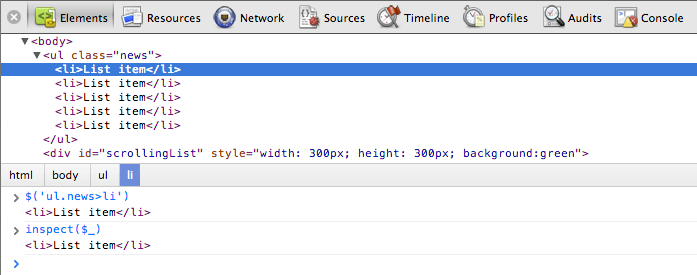 Elements Resources Network Sources Timeline Profiles Audits Console
<body>
<ul class="news">
<li>List item</li>
<li>List item</li>
<li>List item</li>
<li>List item</li>
<li>List item</li>
</ul>
<div id="scrollingList" style="width: 300px; height: 300px; background:green">
html body ul li
> $('ul.news>li')
<li>List item</li>
> inspect($_)
<li>List item</li>
>